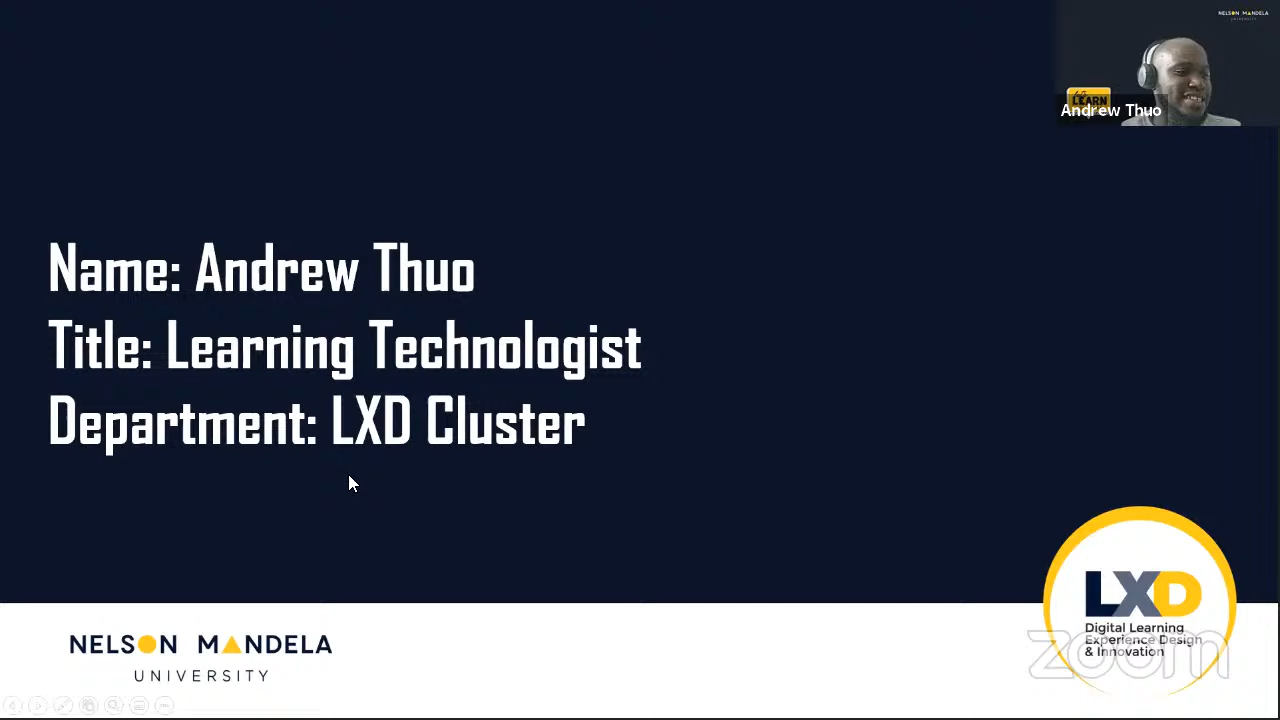 NELSON MANDELA
UNIVERSITY
LEARN
Andrew Thuo
Name: Andrew Thuo
Title: Learning Technologist
Department: LXD Cluster
LXD
Digital Learning
Experience Design
& Innovation
zoom
NELSON MANDELA
UNIVERSITY